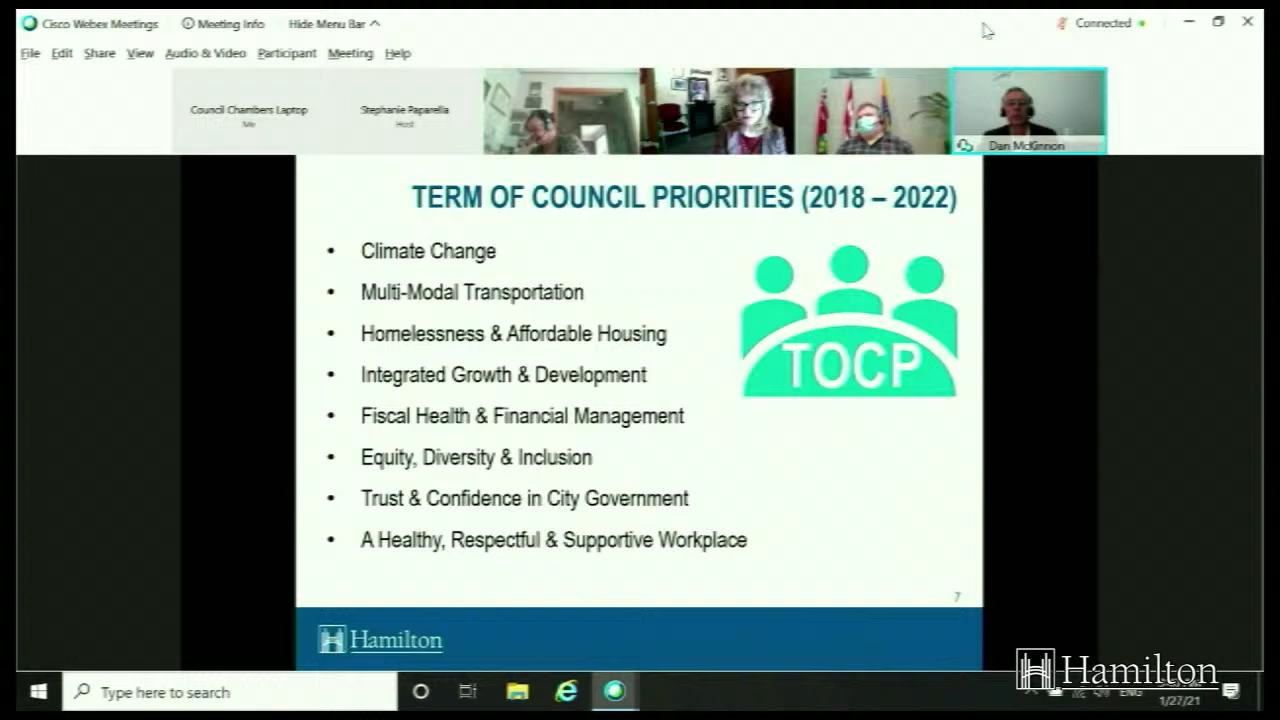 Cisco Webex Meetings
Meeting Info
Hide Menu Bar
Connected
File Edit Share View Audio & Video Participant Meeting Help
Council Chambers Laptop
Me
Stephanie Paparella
Host
Dan McKinnon
TERM OF COUNCIL PRIORITIES (2018 – 2022)
• Climate Change
• Multi-Modal Transportation
• Homelessness & Affordable Housing
• Integrated Growth & Development
• Fiscal Health & Financial Management
• Equity, Diversity & Inclusion
• Trust & Confidence in City Government
• A Healthy, Respectful & Supportive Workplace
TOCP
7
Hamilton
Hamilton
Type here to search
ENG
1/27/21